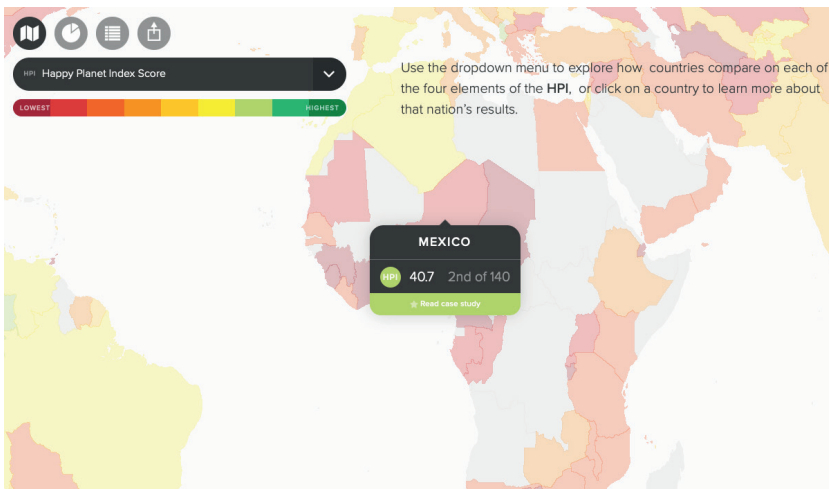 HPI Happy Planet Index Score
LOWEST HIGHEST
Use the dropdown menu to explore how countries compare on each of
the four elements of the HPI, or click on a country to learn more about
that nation's results.
MEXICO
HPI 40.7 2nd of 140
Read case study